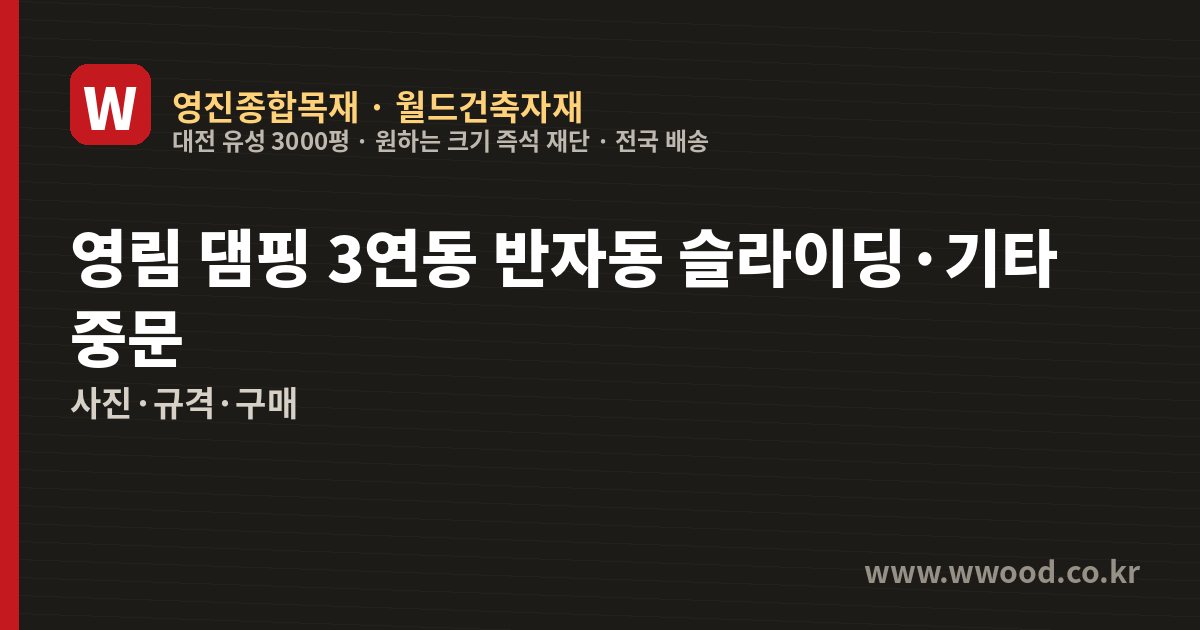 W
영진종합목재 · 월드건축자재
대전 유성 3000평 · 원하는 크기 즉석 재단 · 전국 배송
영림 댐핑 3연동 반자동 슬라이딩·기타
중문
사진·규격·구매
www.wwood.co.kr